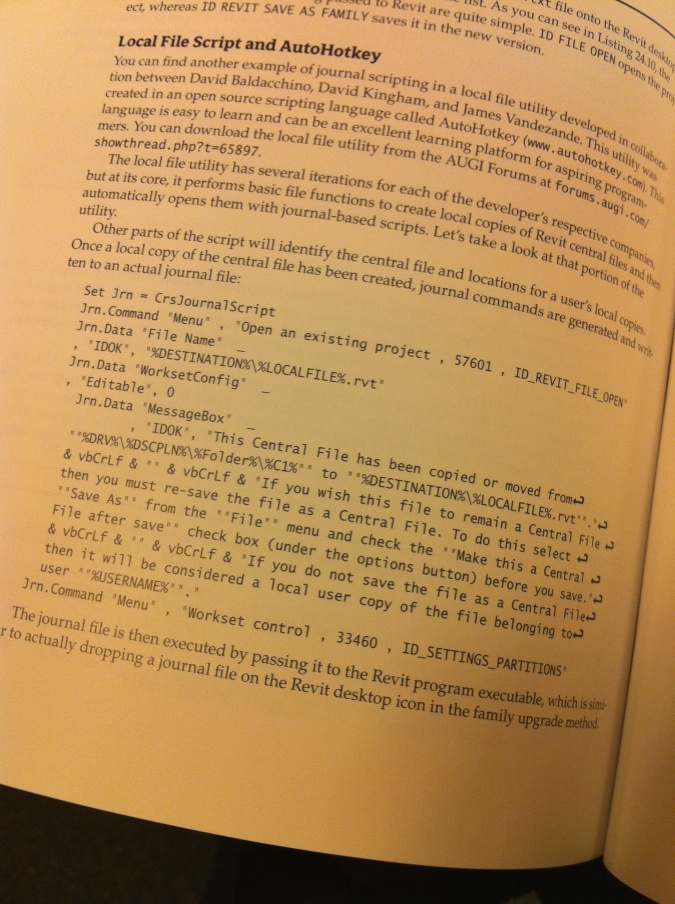 txt file onto the Revit desktop
list. As you can see in Listing 24.10, the
passed to Revit are quite simple. ID FILE OPEN opens the proj
ect, whereas ID REVIT SAVE AS FAMILY saves it in the new version.
Local File Script and AutoHotkey
You can find another example of journal scripting in a local file utility developed in collabora-
tion between David Baldacchino, David Kingham, and James Vandezande. This utility was
created in an open source scripting language called AutoHotkey (www.autohotkey.com). This
language is easy to learn and can be an excellent learning platform for aspiring program-
mers. You can download the local file utility from the AUGI Forums at forums.augi.com/
showthread.php?t=65897.
The local file utility has several iterations for each of the developer's respective companies,
but at its core, it performs basic file functions to create local copies of Revit central files and then
automatically opens them with journal-based scripts. Let's take a look at that portion of the
utility.
Other parts of the script will identify the central file and locations for a user's local copies.
Once a local copy of the central file has been created, journal commands are generated and writ-
ten to an actual journal file:
Set Jrn = CrsJournalScript
Jrn.Command "Menu" , "Open an existing project , 57601 , ID_REVIT_FILE_OPEN"
Jrn.Data "File Name" _
, "IDOK", "%DESTINATION%\%LOCALFILE%.rvt"
Jrn.Data "WorksetConfig" _
, "Editable", 0
Jrn.Data "MessageBox" _
, "IDOK", "This Central File has been copied or moved from↵
""%DRV%\%DSCPLN%\%Folder%\%C1%"" to ""%DESTINATION%\%LOCALFILE%.rvt""."↵
& vbCrLf & "" & vbCrLf & "If you wish this file to remain a Central File ↵
then you must re-save the file as a Central File. To do this select ↵
""Save As"" from the ""File"" menu and check the ""Make this a Central ↵
File after save"" check box (under the options button) before you save."↵
& vbCrLf & "" & vbCrLf & "If you do not save the file as a Central File↵
then it will be considered a local user copy of the file belonging to↵
user ""%USERNAME%""."
Jrn.Command "Menu" , "Workset control , 33460 , ID_SETTINGS_PARTITIONS"
The journal file is then executed by passing it to the Revit program executable, which is simi-
r to actually dropping a journal file on the Revit desktop icon in the family upgrade method.